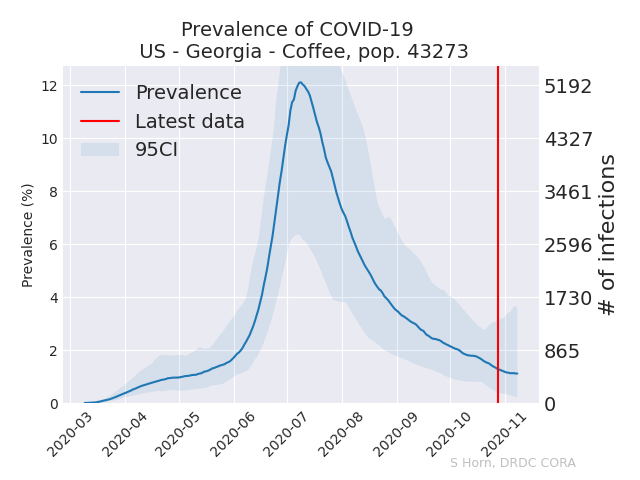 Prevalence of COVID-19
US - Georgia - Coffee, pop. 43273
Prevalence
Latest data
95CI
Prevalence (%)
12
10
8
6
4
2
0
5192
4327
3461
2596
1730
865
0
# of infections
2020-03
2020-04
2020-05
2020-06
2020-07
2020-08
2020-09
2020-10
2020-11
S Horn, DRDC CORA